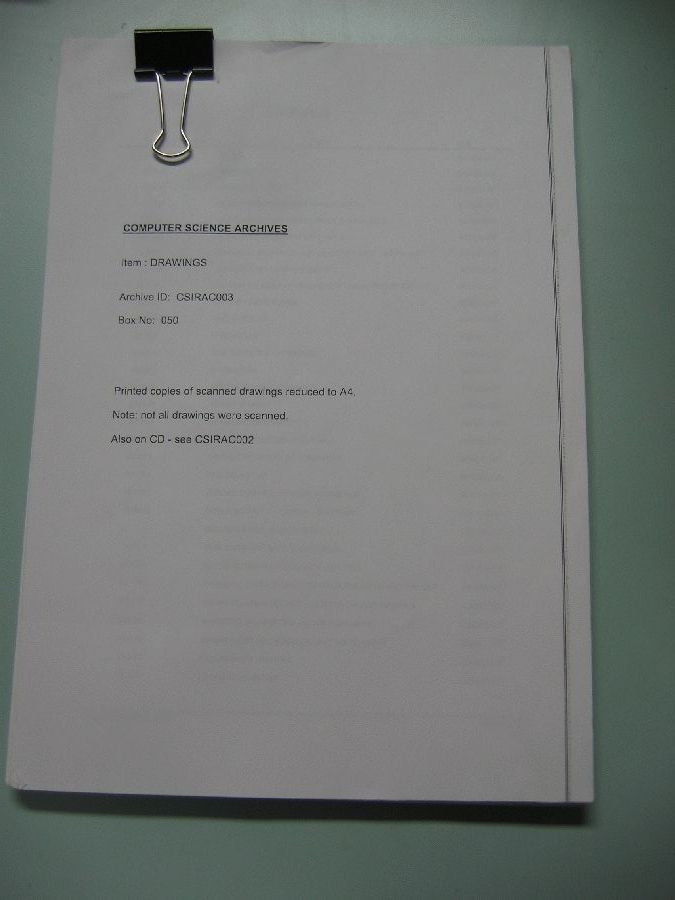 COMPUTER SCIENCE ARCHIVES
Item : DRAWINGS
Archive ID: CSIRAC003
Box No: 050
Printed copies of scanned drawings reduced to A4.
Note: not all drawings were scanned.
Also on CD - see CSIRAC002